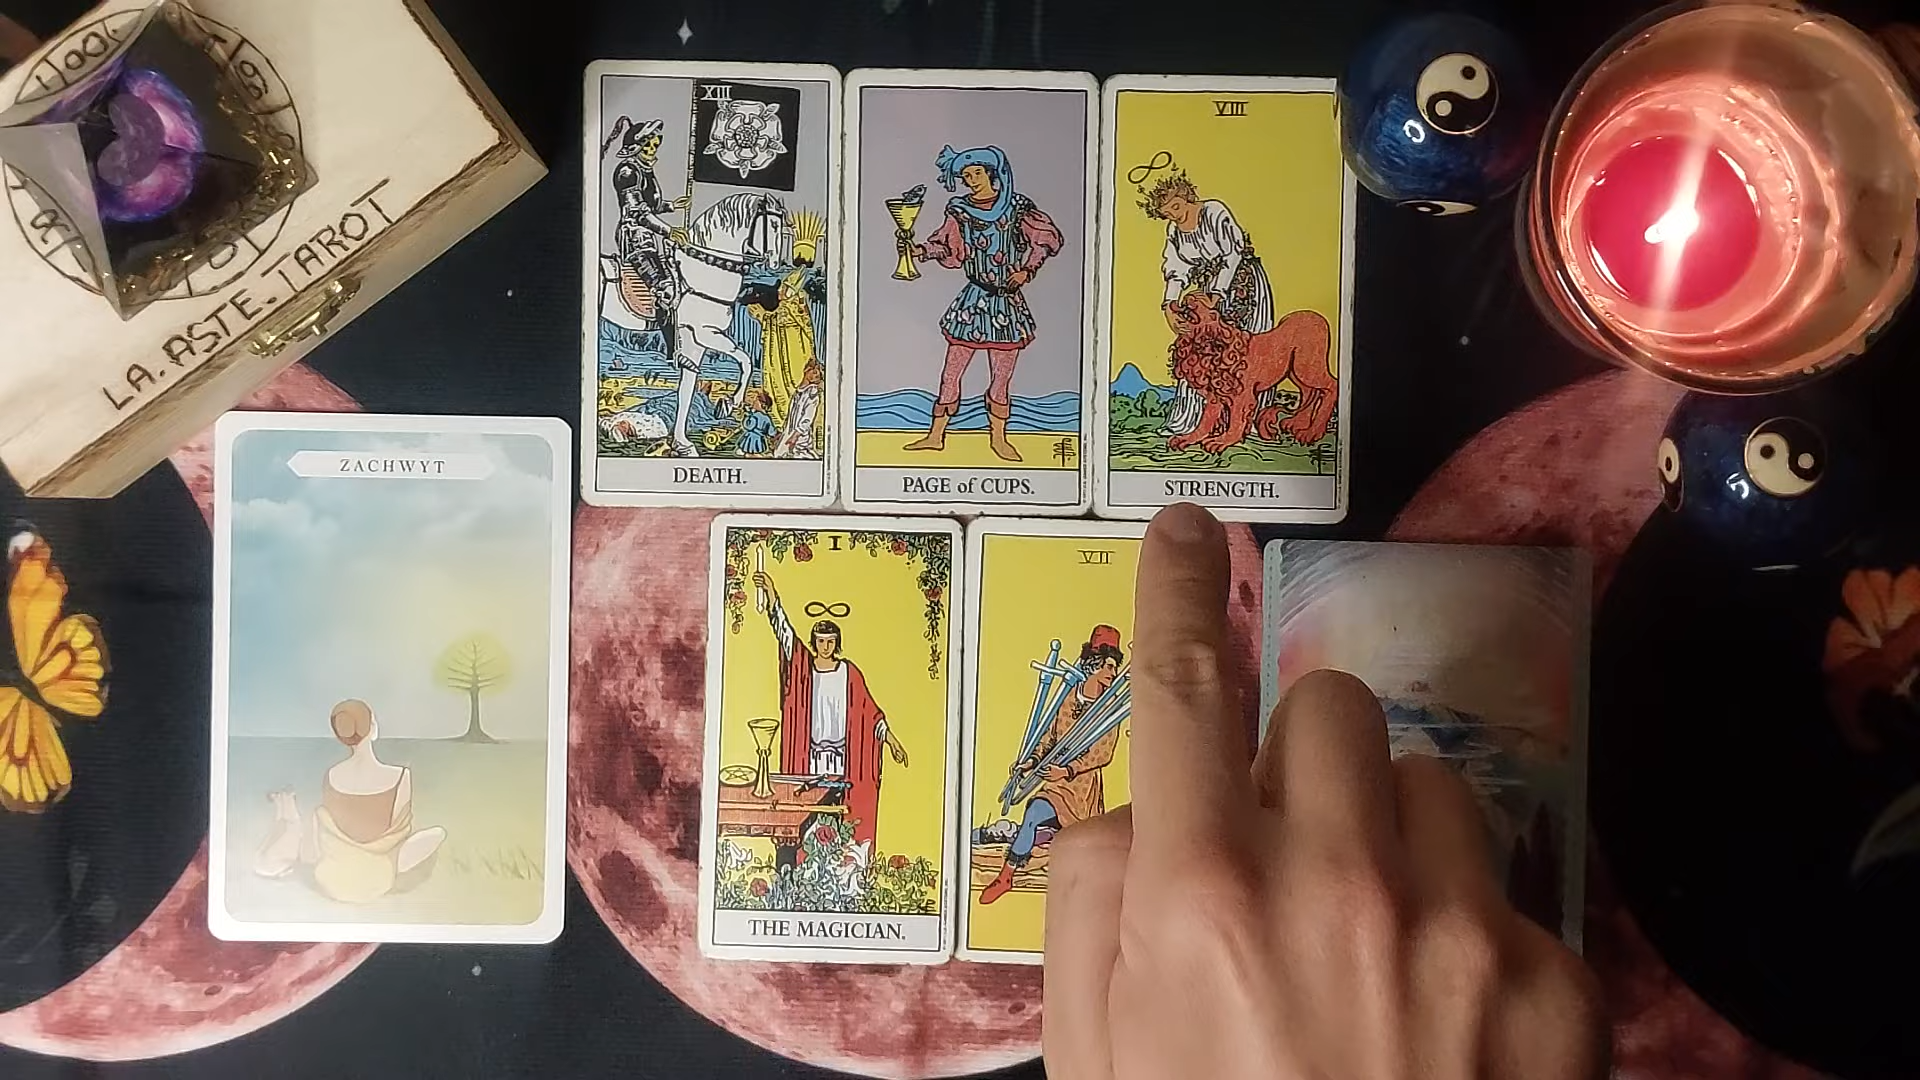 LA.ASTE.TAROT
XIII
DEATH.
PAGE of CUPS.
VIII
STRENGTH.
ZACHWYT
I
THE MAGICIAN.
VII